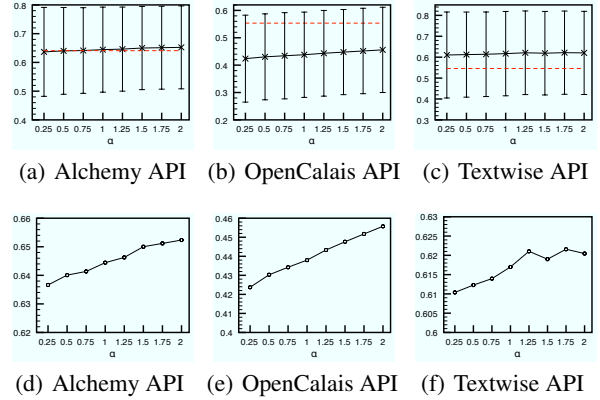 0.8 0.7 0.6 0.5 0.4
0.25 0.5 0.75 1 1.25 1.5 1.75 2
α
(a) Alchemy API
0.6 0.5 0.4 0.3 0.2
0.25 0.5 0.75 1 1.25 1.5 1.75 2
α
(b) OpenCalais API
0.8 0.7 0.6 0.5 0.4 0.3
0.25 0.5 0.75 1 1.25 1.5 1.75 2
α
(c) Textwise API
0.66 0.65 0.64 0.63 0.62
0.25 0.5 0.75 1 1.25 1.5 1.75 2
α
(d) Alchemy API
0.46 0.45 0.44 0.43 0.42 0.41 0.4
0.25 0.5 0.75 1 1.25 1.5 1.75 2
α
(e) OpenCalais API
0.63 0.625 0.62 0.615 0.61 0.605 0.6
0.25 0.5 0.75 1 1.25 1.5 1.75 2
α
(f) Textwise API